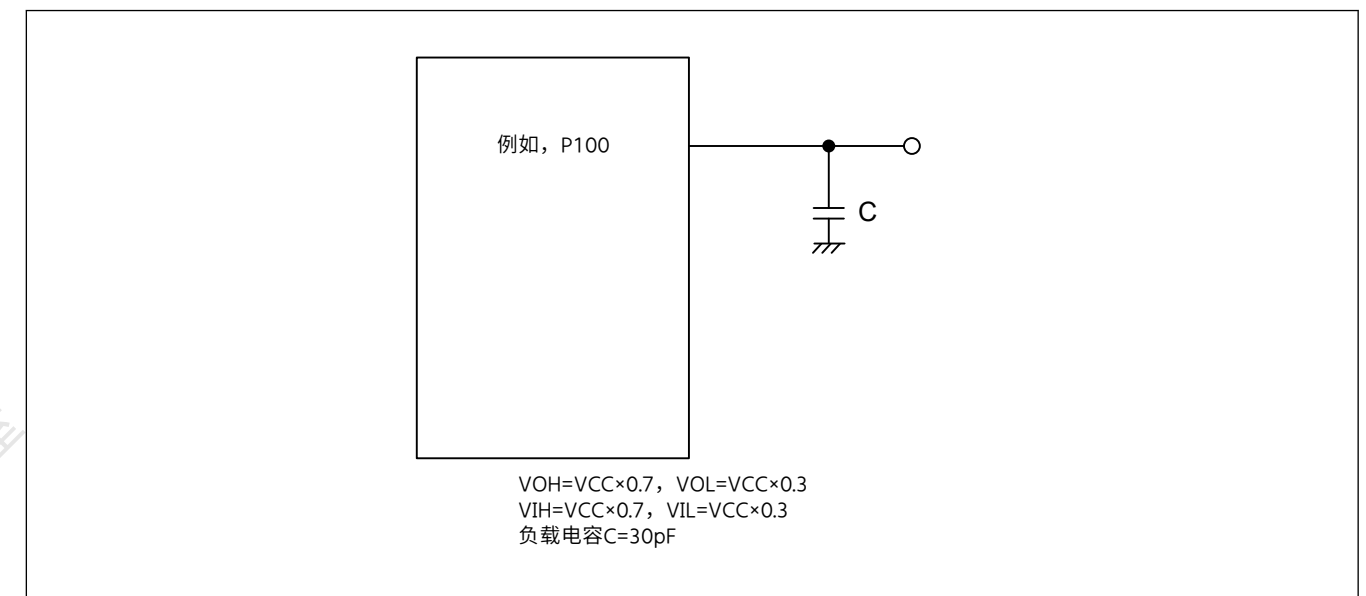 例如，P100
C
VOH=VCC×0.7，VOL=VCC×0.3
VIH=VCC×0.7，VIL=VCC×0.3
负载电容C=30pF